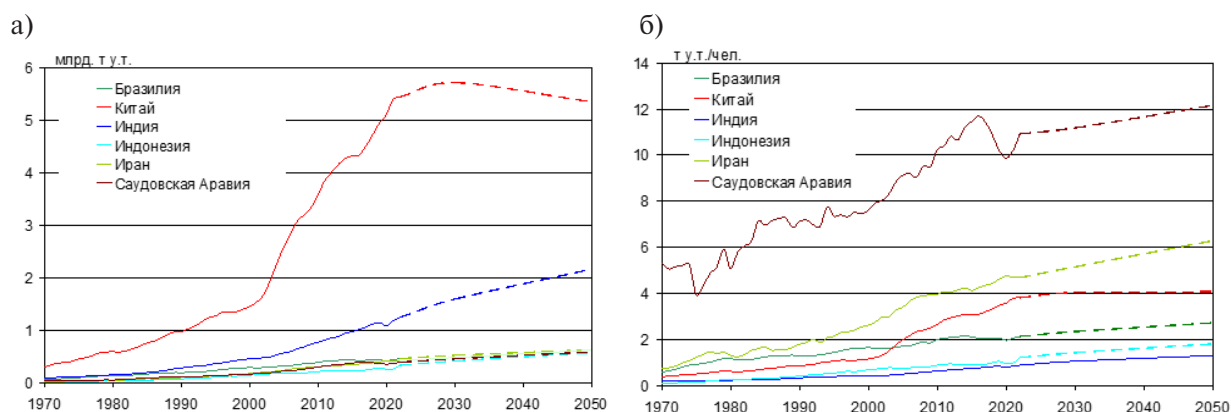 а)
млрд. т у.т.
6
5
4
3
2
1
0
Бразилия
Китай
Индия
Индонезия
Иран
Саудовская Аравия
1970 1980 1990 2000 2010 2020 2030 2040 2050
б)
т у.т./чел.
14
12
10
8
6
4
2
0
Бразилия
Китай
Индия
Индонезия
Иран
Саудовская Аравия
1970 1980 1990 2000 2010 2020 2030 2040 2050